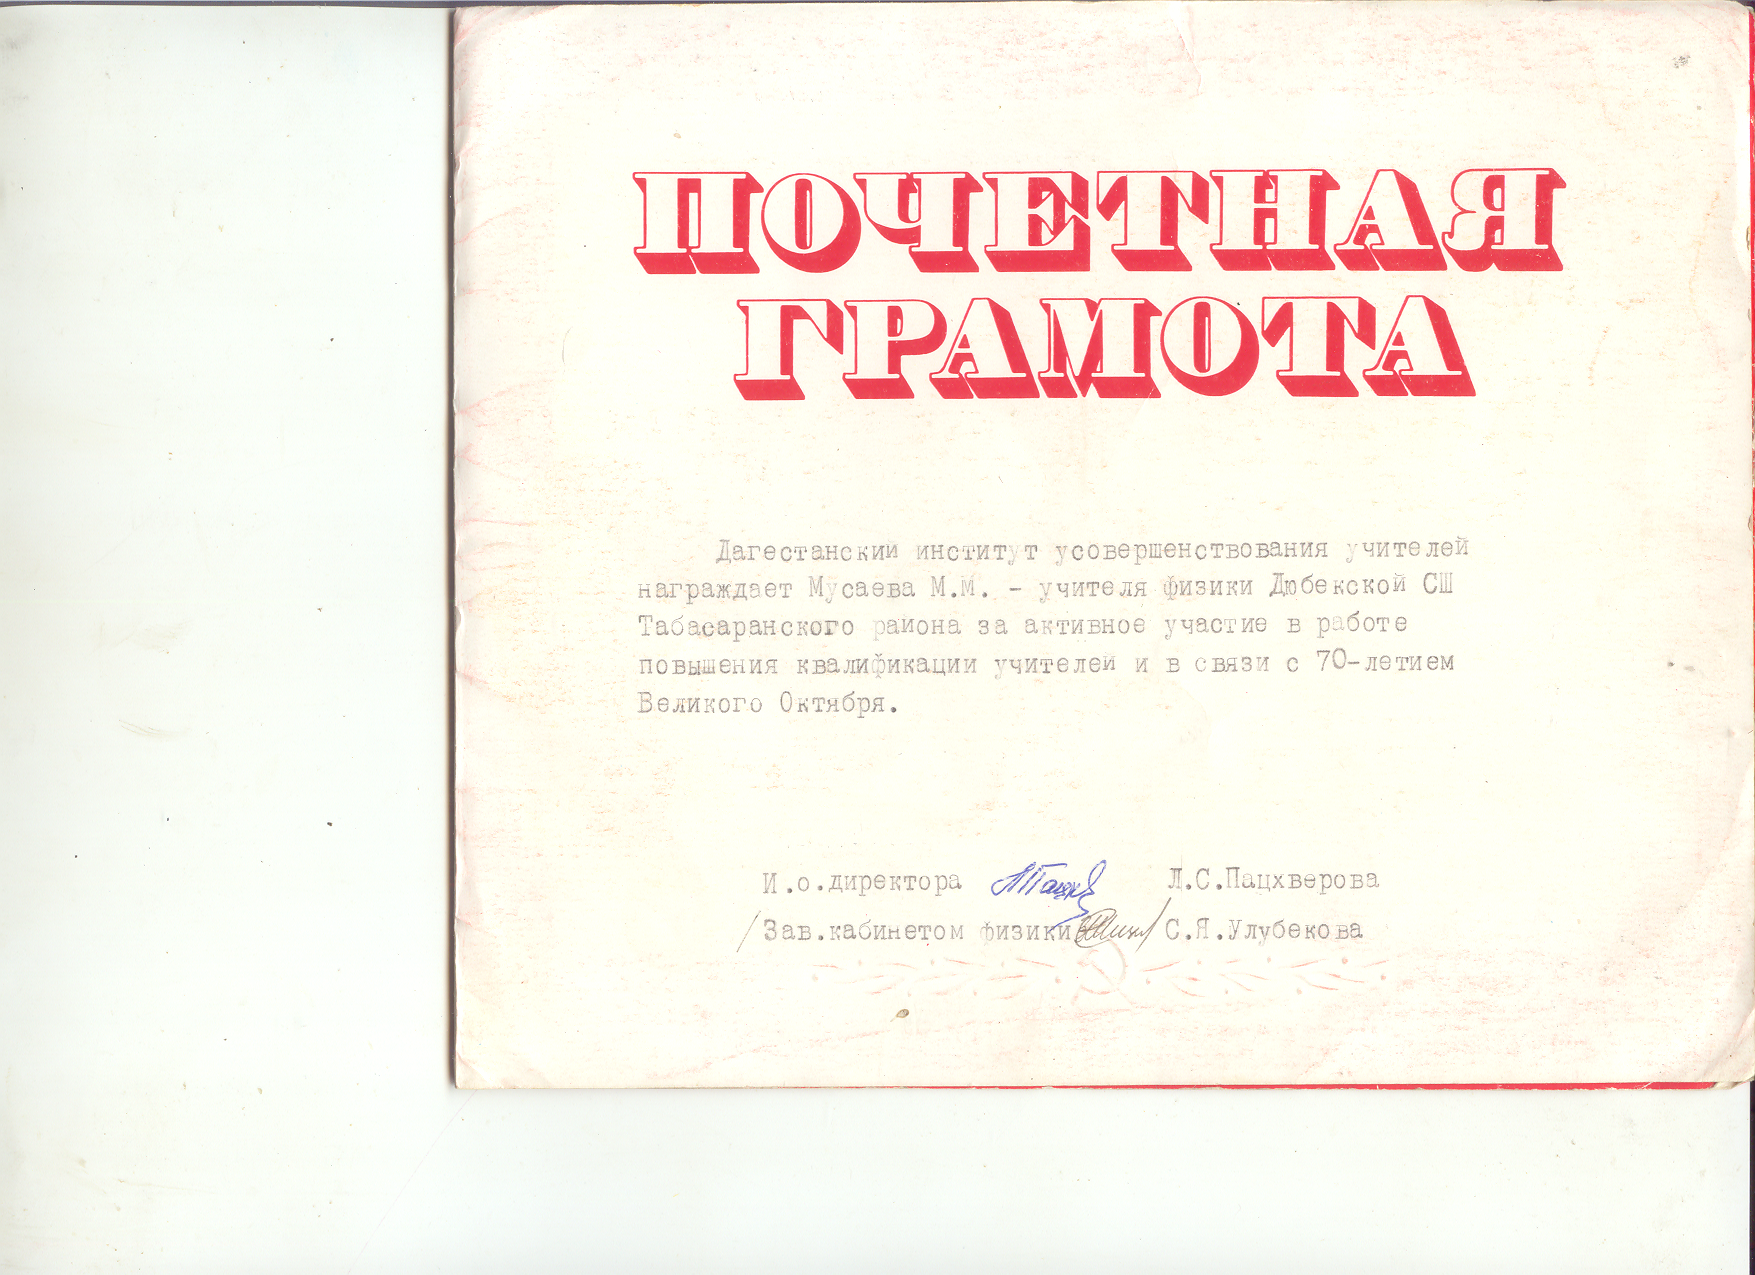 ПОЧЕТНАЯ
ГРАМОТА
Дагестанский институт усовершенствования учителей
награждает Мусаева М.М. - учителя физики Дюбекской СШ
Табасаранского района за активное участие в работе
повышения квалификации учителей и в связи с 70-летием
Великого Октября.
И.о.директора Л.С.Пацхверова
/Зав.кабинетом физики / С.Я.Улубекова